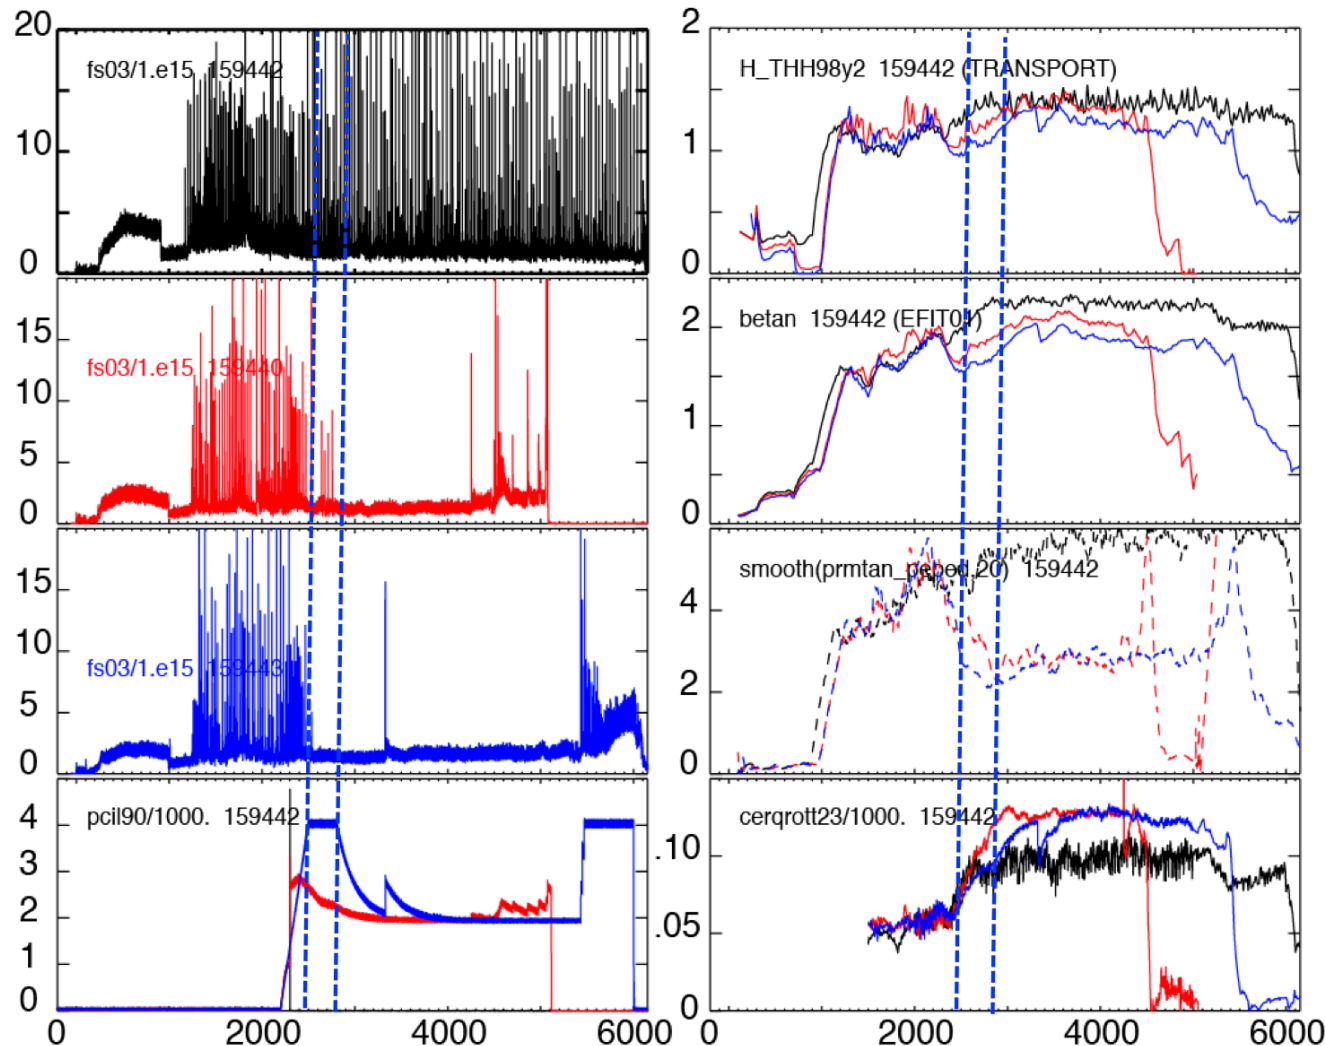 20
10
0
fs03/1.e15 159442
15
10
5
0
fs03/1.e15 159440
15
10
5
0
fs03/1.e15 159443
4
3
2
1
0
pcil90/1000. 159442
0 2000 4000 6000
2
1
0
H_THH98y2 159442 (TRANSPORT)
2
1
0
betan 159442 (EFIT01)
4
2
0
smooth(prmtan_peped,20) 159442
.10
.05
0
cerqrott23/1000. 159442
0 2000 4000 6000